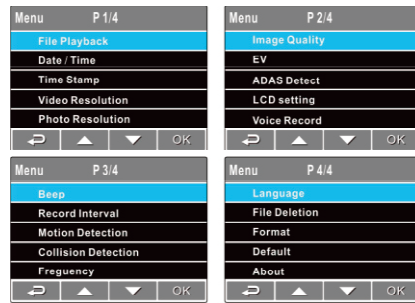 Menu P 1/4
File Playback
Date / Time
Time Stamp
Video Resolution
Photo Resolution
OK
Menu P 2/4
Image Quality
EV
ADAS Detect
LCD setting
Voice Record
OK
Menu P 3/4
Beep
Record Interval
Motion Detection
Collision Detection
Freguency
OK
Menu P 4/4
Language
File Deletion
Format
Default
About
OK